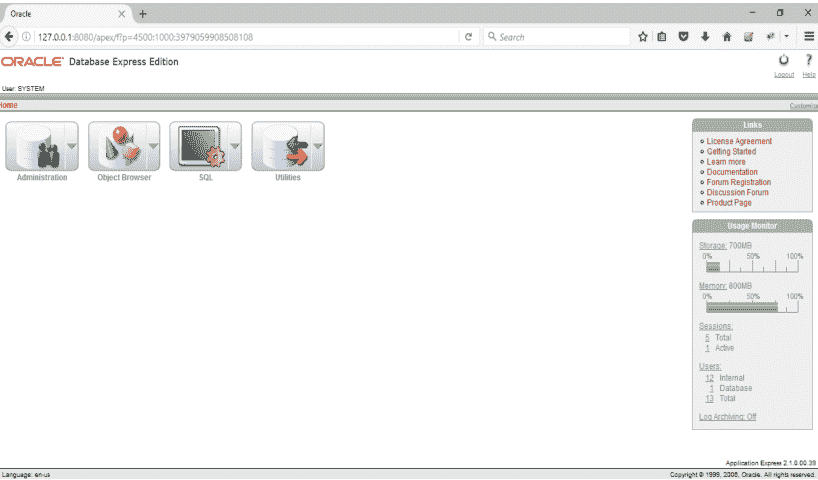 Oracle
127.0.0.1:8080/apex/f?p=4500:1000:3979059908508108
Search
ORACLE Database Express Edition
Logout Help
User: SYSTEM
Home
Customize
Administration
Object Browser
SQL
Utilities
Links
License Agreement
Getting Started
Learn more
Documentation
Forum Registration
Discussion Forum
Product Page
Usage Monitor
Storage: 700MB
0% 50% 100%
Memory: 800MB
0% 50% 100%
Sessions:
5 Total
1 Active
Users:
12 Internal
1 Database
13 Total
Log Archiving: Off
Application Express 2.1.0.00.39
Language: en-us
Copyright © 1999, 2006, Oracle. All rights reserved.